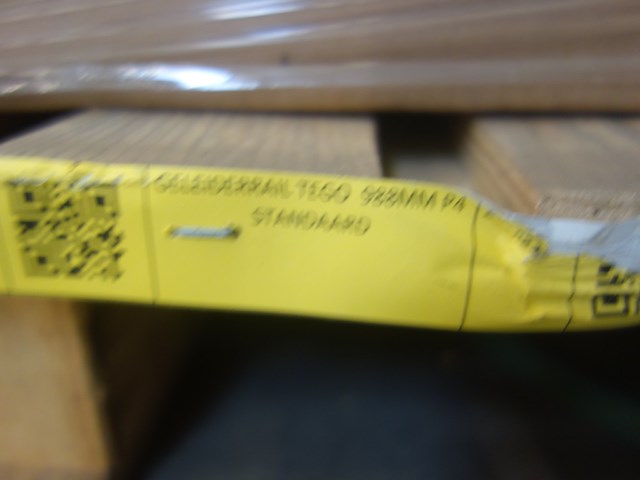 GELEIDERRAIL TEGO 988MM P4
STANDAARD